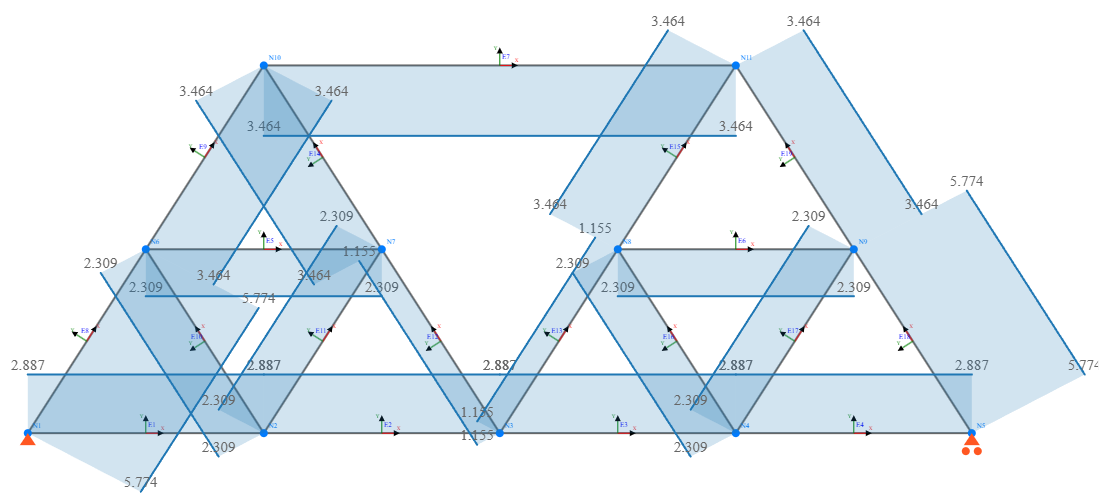 3.464
3.464
Y
E7
X
N10
N11
3.464
3.464
3.464
3.464
E9
E14
E15
E19
3.464
3.464
5.774
2.309
2.309
1.155
N6
Y
E5
X
N7
1.155
N8
Y
E6
X
N9
2.309
2.309
3.464
3.464
2.309
2.309
2.309
2.309
5.774
E8
E10
E11
E12
E13
E16
E17
E18
2.887
2.887
2.887
2.887
2.887
5.774
2.309
1.155
2.309
N1
Y
E1
X
N2
Y
E2
X
N3
Y
E3
X
N4
Y
E4
X
N5
1.155
2.309
2.309
5.774